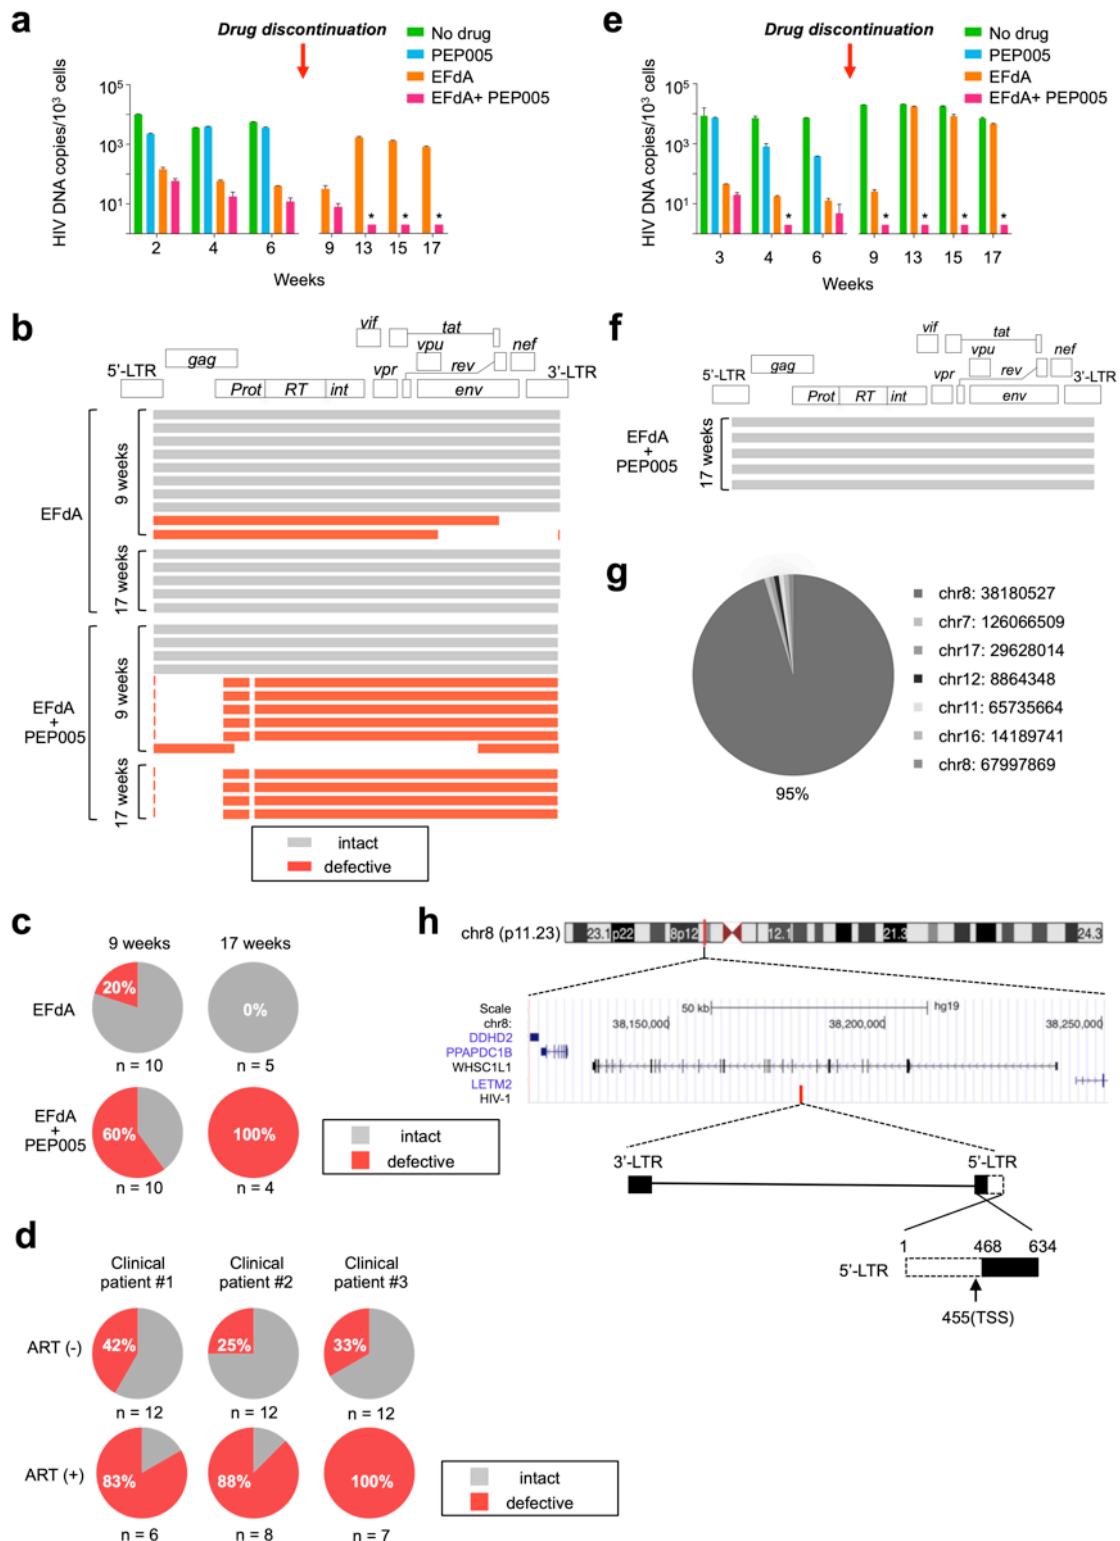 a
Drug discontinuation
No drug
PEP005
EFdA
EFdA+ PEP005
HIV DNA copies/10³ cells
10⁵
10³
10¹
2 4 6 9 13 15 17
* * *
Weeks
e
Drug discontinuation
No drug
PEP005
EFdA
EFdA+ PEP005
HIV DNA copies/10³ cells
10⁵
10³
10¹
* * * * *
3 4 6 9 13 15 17
Weeks
b
vif
tat
gag
vpu
rev
nef
5'-LTR
Prot RT int
vpr
env
3'-LTR
EFdA
9 weeks
17 weeks
EFdA
+
PEP005
9 weeks
17 weeks
intact
defective
f
vif
tat
gag
vpu
rev
nef
5'-LTR
Prot RT int
vpr
env
3'-LTR
EFdA
+
PEP005
17 weeks
g
chr8: 38180527
chr7: 126066509
chr17: 29628014
chr12: 8864348
chr11: 65735664
chr16: 14189741
chr8: 67997869
95%
c
9 weeks 17 weeks
EFdA
20%
0%
n = 10 n = 5
EFdA
+
PEP005
60%
100%
n = 10 n = 4
intact
defective
d
Clinical patient #1
Clinical patient #2
Clinical patient #3
ART (-)
42% 25% 33%
n = 12 n = 12 n = 12
ART (+)
83% 88% 100%
n = 6 n = 8 n = 7
intact
defective
h
chr8 (p11.23)
23.1 p22 8p12 12.1 21.3 24.3
Scale
50 kb
hg19
chr8:
38,150,000 38,200,000 38,250,000
DDHD2
PPAPDC1B
WHSC1L1
LETM2
HIV-1
3'-LTR 5'-LTR
1 468 634
5'-LTR
455(TSS)